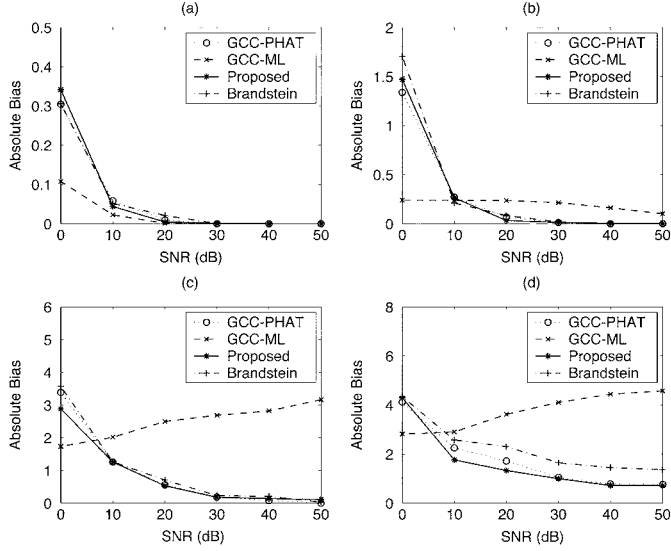 (a)
0.5
0.4
0.3
0.2
0.1
0
Absolute Bias
GCC-PHAT
GCC-ML
Proposed
Brandstein
0 10 20 30 40 50
SNR (dB)
(b)
2
1.5
1
0.5
0
Absolute Bias
GCC-PHAT
GCC-ML
Proposed
Brandstein
0 10 20 30 40 50
SNR (dB)
(c)
6
5
4
3
2
1
0
Absolute Bias
GCC-PHAT
GCC-ML
Proposed
Brandstein
0 10 20 30 40 50
SNR (dB)
(d)
8
6
4
2
0
Absolute Bias
GCC-PHAT
GCC-ML
Proposed
Brandstein
0 10 20 30 40 50
SNR (dB)